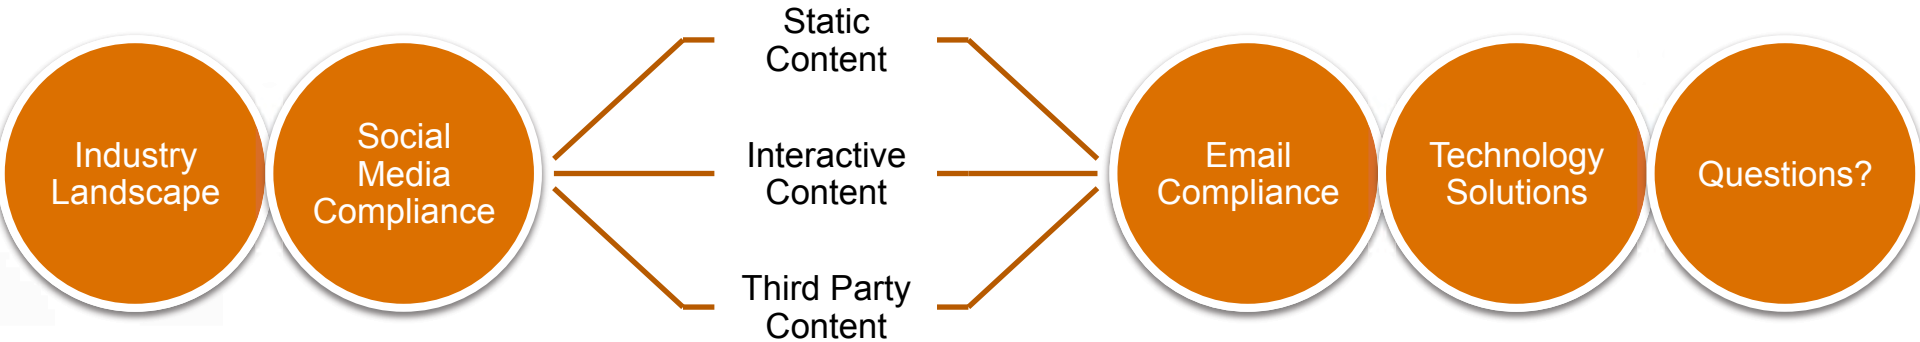 Industry
Landscape
Social
Media
Compliance
Static
Content
Interactive
Content
Third Party
Content
Email
Compliance
Technology
Solutions
Questions?